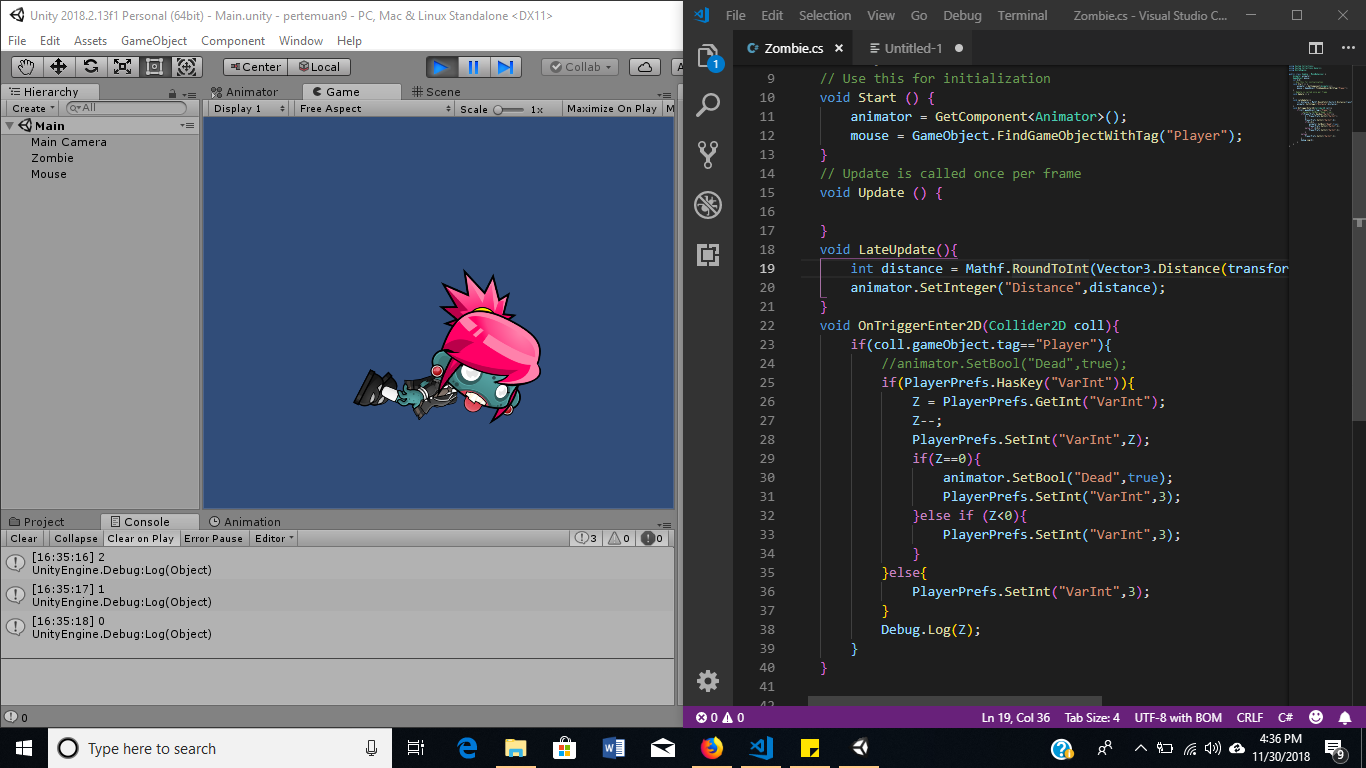 Unity 2018.2.13f1 Personal (64bit) - Main.unity - pertemuan9 - PC, Mac & Linux Standalone <DX11>
File Edit Assets GameObject Component Window Help
Center Local Collab A
Hierarchy
Create All
Main
Main Camera
Zombie
Mouse
Animator Game Scene
Display 1 Free Aspect Scale 1x Maximize On Play M
Project Console Animation
Clear Collapse Clear on Play Error Pause Editor 3 0 0
[16:35:16] 2
UnityEngine.Debug:Log(Object)
[16:35:17] 1
UnityEngine.Debug:Log(Object)
[16:35:18] 0
UnityEngine.Debug:Log(Object)
0
File Edit Selection View Go Debug Terminal Zombie.cs - Visual Studio C...
1
Zombie.cs Untitled-1
9 // Use this for initialization
10 void Start () {
11 animator = GetComponent<Animator>();
12 mouse = GameObject.FindGameObjectWithTag("Player");
13 }
14 // Update is called once per frame
15 void Update () {
16
17 }
18 void LateUpdate(){
19 int distance = Mathf.RoundToInt(Vector3.Distance(transfor
20 animator.SetInteger("Distance",distance);
21 }
22 void OnTriggerEnter2D(Collider2D coll){
23 if(coll.gameObject.tag=="Player"){
24 //animator.SetBool("Dead",true);
25 if(PlayerPrefs.HasKey("VarInt")){
26 Z = PlayerPrefs.GetInt("VarInt");
27 Z--;
28 PlayerPrefs.SetInt("VarInt",Z);
29 if(Z==0){
30 animator.SetBool("Dead",true);
31 PlayerPrefs.SetInt("VarInt",3);
32 }else if (Z<0){
33 PlayerPrefs.SetInt("VarInt",3);
34 }
35 }else{
36 PlayerPrefs.SetInt("VarInt",3);
37 }
38 Debug.Log(Z);
39 }
40 }
41
42
0 0 Ln 19, Col 36 Tab Size: 4 UTF-8 with BOM CRLF C#
Type here to search
4:36 PM
11/30/2018
9